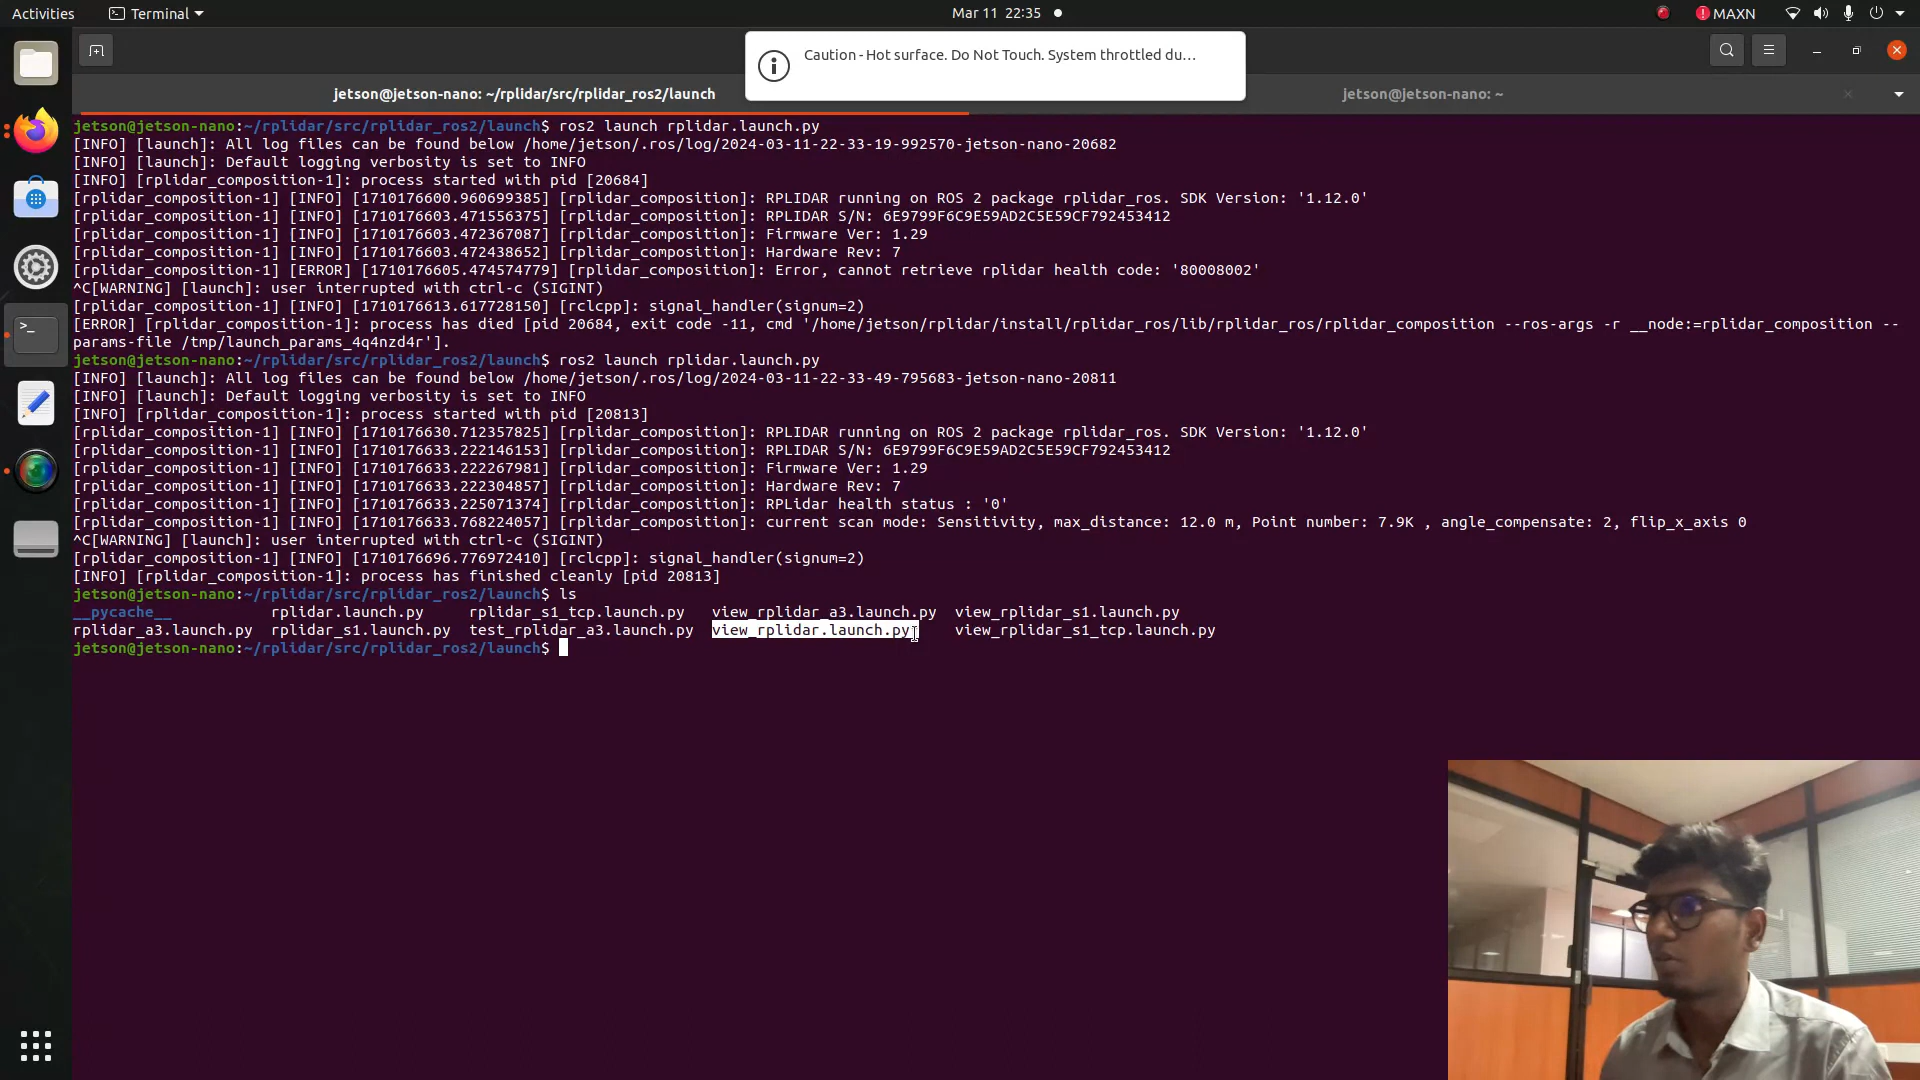 Activities
Terminal
Mar 11 22:35
MAXN
Caution - Hot surface. Do Not Touch. System throttled du...
jetson@jetson-nano: ~/rplidar/src/rplidar_ros2/launch
jetson@jetson-nano: ~
jetson@jetson-nano:~/rplidar/src/rplidar_ros2/launch$ ros2 launch rplidar.launch.py
[INFO] [launch]: All log files can be found below /home/jetson/.ros/log/2024-03-11-22-33-19-992570-jetson-nano-20682
[INFO] [launch]: Default logging verbosity is set to INFO
[INFO] [rplidar_composition-1]: process started with pid [20684]
[rplidar_composition-1] [INFO] [1710176600.960699385] [rplidar_composition]: RPLIDAR running on ROS 2 package rplidar_ros. SDK Version: '1.12.0'
[rplidar_composition-1] [INFO] [1710176603.471556375] [rplidar_composition]: RPLIDAR S/N: 6E9799F6C9E59AD2C5E59CF792453412
[rplidar_composition-1] [INFO] [1710176603.472367087] [rplidar_composition]: Firmware Ver: 1.29
[rplidar_composition-1] [INFO] [1710176603.472438652] [rplidar_composition]: Hardware Rev: 7
[rplidar_composition-1] [ERROR] [1710176605.474574779] [rplidar_composition]: Error, cannot retrieve rplidar health code: '80008002'
^C[WARNING] [launch]: user interrupted with ctrl-c (SIGINT)
[rplidar_composition-1] [INFO] [1710176613.617728150] [rclcpp]: signal_handler(signum=2)
[ERROR] [rplidar_composition-1]: process has died [pid 20684, exit code -11, cmd '/home/jetson/rplidar/install/rplidar_ros/lib/rplidar_ros/rplidar_composition --ros-args -r __node:=rplidar_composition --
params-file /tmp/launch_params_4q4nzd4r'].
jetson@jetson-nano:~/rplidar/src/rplidar_ros2/launch$ ros2 launch rplidar.launch.py
[INFO] [launch]: All log files can be found below /home/jetson/.ros/log/2024-03-11-22-33-49-795683-jetson-nano-20811
[INFO] [launch]: Default logging verbosity is set to INFO
[INFO] [rplidar_composition-1]: process started with pid [20813]
[rplidar_composition-1] [INFO] [1710176630.712357825] [rplidar_composition]: RPLIDAR running on ROS 2 package rplidar_ros. SDK Version: '1.12.0'
[rplidar_composition-1] [INFO] [1710176633.222146153] [rplidar_composition]: RPLIDAR S/N: 6E9799F6C9E59AD2C5E59CF792453412
[rplidar_composition-1] [INFO] [1710176633.222267981] [rplidar_composition]: Firmware Ver: 1.29
[rplidar_composition-1] [INFO] [1710176633.222304857] [rplidar_composition]: Hardware Rev: 7
[rplidar_composition-1] [INFO] [1710176633.225071374] [rplidar_composition]: RPLidar health status : '0'
[rplidar_composition-1] [INFO] [1710176633.768224057] [rplidar_composition]: current scan mode: Sensitivity, max_distance: 12.0 m, Point number: 7.9K , angle_compensate: 2, flip_x_axis 0
^C[WARNING] [launch]: user interrupted with ctrl-c (SIGINT)
[rplidar_composition-1] [INFO] [1710176696.776972410] [rclcpp]: signal_handler(signum=2)
[INFO] [rplidar_composition-1]: process has finished cleanly [pid 20813]
jetson@jetson-nano:~/rplidar/src/rplidar_ros2/launch$ ls
__pycache__ rplidar.launch.py rplidar_s1_tcp.launch.py view_rplidar_a3.launch.py view_rplidar_s1.launch.py
rplidar_a3.launch.py rplidar_s1.launch.py test_rplidar_a3.launch.py view_rplidar.launch.py view_rplidar_s1_tcp.launch.py
jetson@jetson-nano:~/rplidar/src/rplidar_ros2/launch$